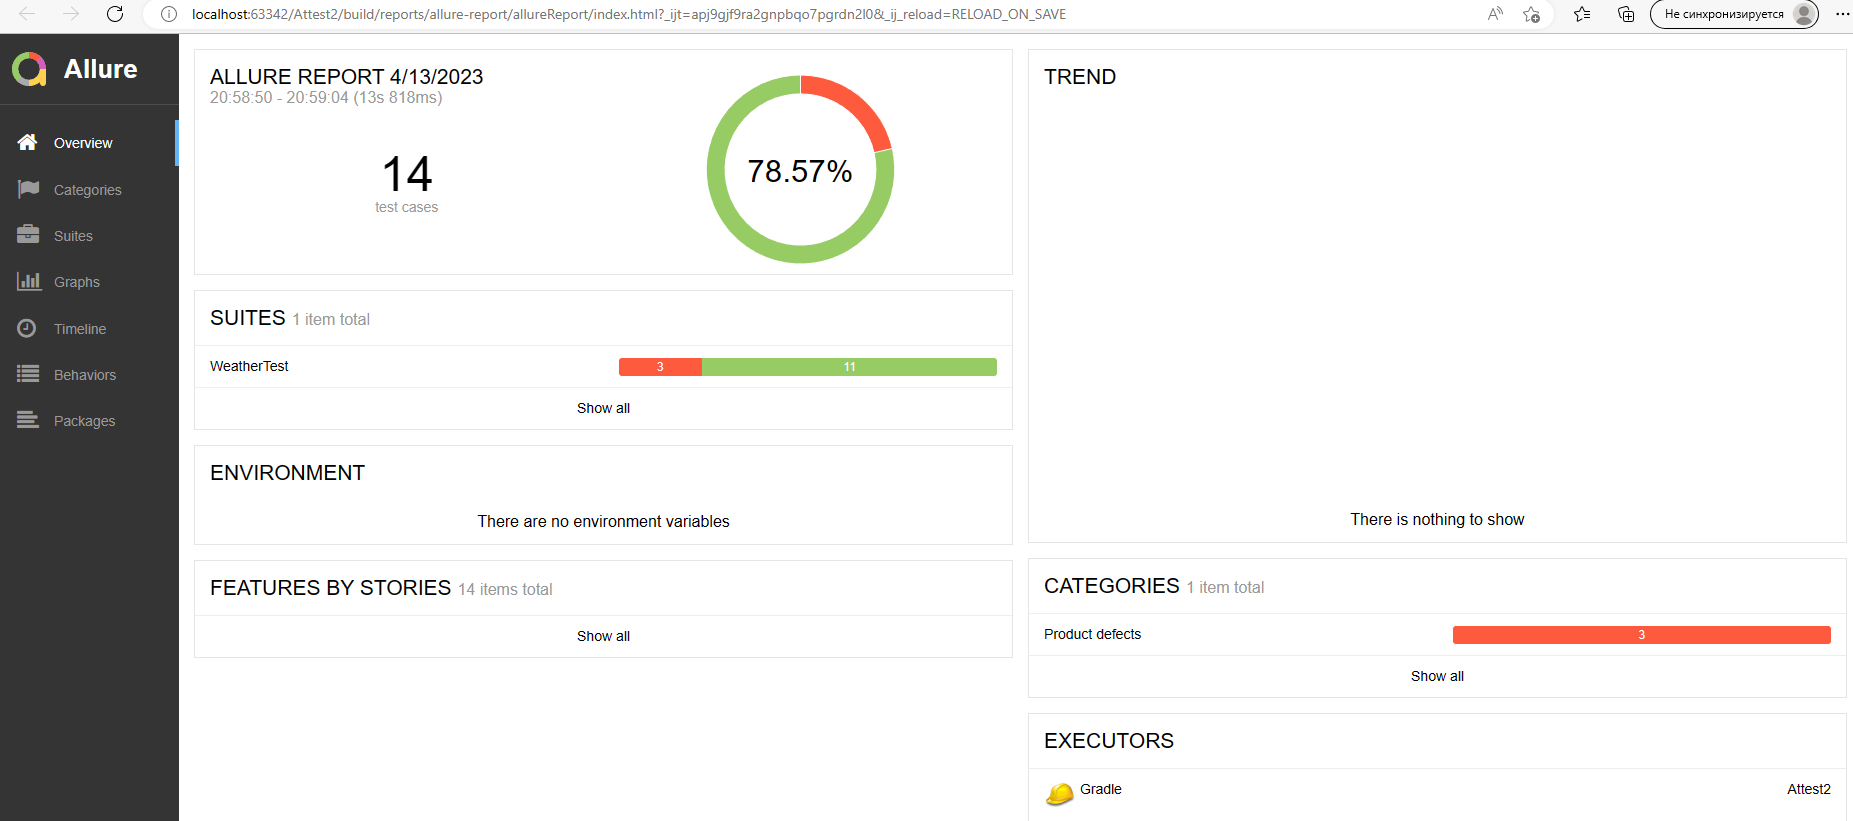 localhost:63342/Attest2/build/reports/allure-report/allureReport/index.html?_ijt=apj9gjf9ra2gnpbqo7pgrdn2l0&_ij_reload=RELOAD_ON_SAVE
Не синхронизируется
Allure
Overview
Categories
Suites
Graphs
Timeline
Behaviors
Packages
ALLURE REPORT 4/13/2023
20:58:50 - 20:59:04 (13s 818ms)
14
test cases
78.57%
SUITES 1 item total
WeatherTest 3 11
Show all
ENVIRONMENT
There are no environment variables
FEATURES BY STORIES 14 items total
Show all
TREND
There is nothing to show
CATEGORIES 1 item total
Product defects 3
Show all
EXECUTORS
Gradle Attest2